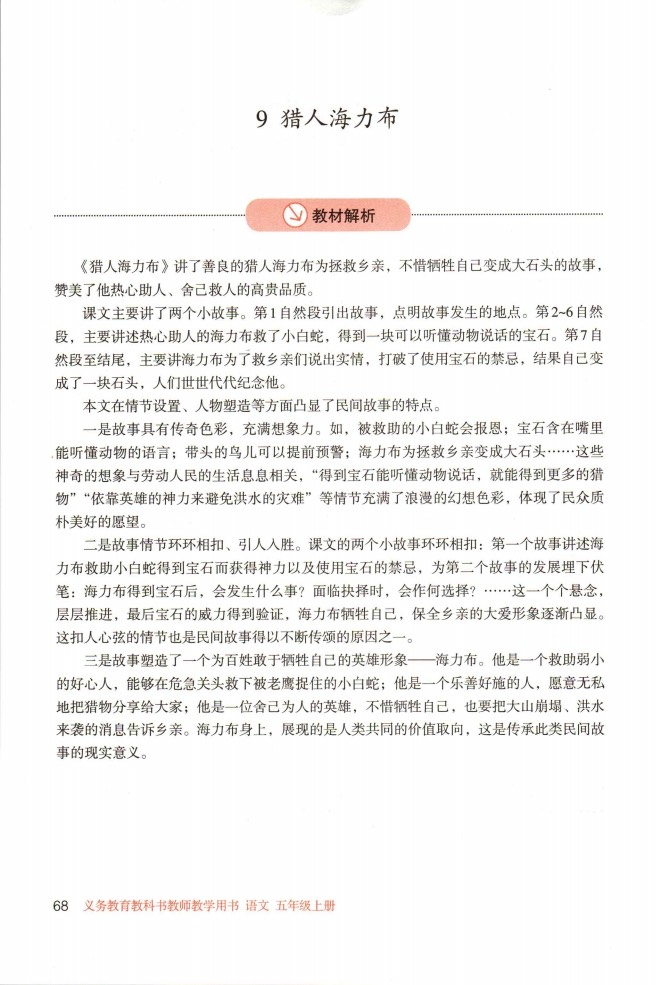 9 猎人海力布
教材解析
《猎人海力布》讲了善良的猎人海力布为拯救乡亲，不惜牺牲自己变成大石头的故事，
赞美了他热心助人、舍己救人的高贵品质。
课文主要讲了两个小故事。第1自然段引出故事，点明故事发生的地点。第2~6自然
段，主要讲述热心助人的海力布救了小白蛇，得到一块可以听懂动物说话的宝石。第7自
然段至结尾，主要讲海力布为了救乡亲们说出实情，打破了使用宝石的禁忌，结果自己变
成了一块石头，人们世世代代纪念他。
本文在情节设置、人物塑造等方面凸显了民间故事的特点。
一是故事具有传奇色彩，充满想象力。如，被救助的小白蛇会报恩；宝石含在嘴里
能听懂动物的语言；带头的鸟儿可以提前预警；海力布为拯救乡亲变成大石头……这些
神奇的想象与劳动人民的生活息息相关，“得到宝石能听懂动物说话，就能得到更多的猎
物”“依靠英雄的神力来避免洪水的灾难”等情节充满了浪漫的幻想色彩，体现了民众质
朴美好的愿望。
二是故事情节环环相扣、引人入胜。课文的两个小故事环环相扣：第一个故事讲述海
力布救助小白蛇得到宝石而获得神力以及使用宝石的禁忌，为第二个故事的发展埋下伏
笔：海力布得到宝石后，会发生什么事？面临抉择时，会作何选择？……这一个个悬念，
层层推进，最后宝石的威力得到验证，海力布牺牲自己，保全乡亲的大爱形象逐渐凸显。
这扣人心弦的情节也是民间故事得以不断传颂的原因之一。
三是故事塑造了一个为百姓敢于牺牲自己的英雄形象——海力布。他是一个救助弱小
的好心人，能够在危急关头救下被老鹰捉住的小白蛇；他是一个乐善好施的人，愿意无私
地把猎物分享给大家；他是一位舍己为人的英雄，不惜牺牲自己，也要把大山崩塌、洪水
来袭的消息告诉乡亲。海力布身上，展现的是人类共同的价值取向，这是传承此类民间故
事的现实意义。
68 义务教育教科书教师教学用书 语文 五年级上册